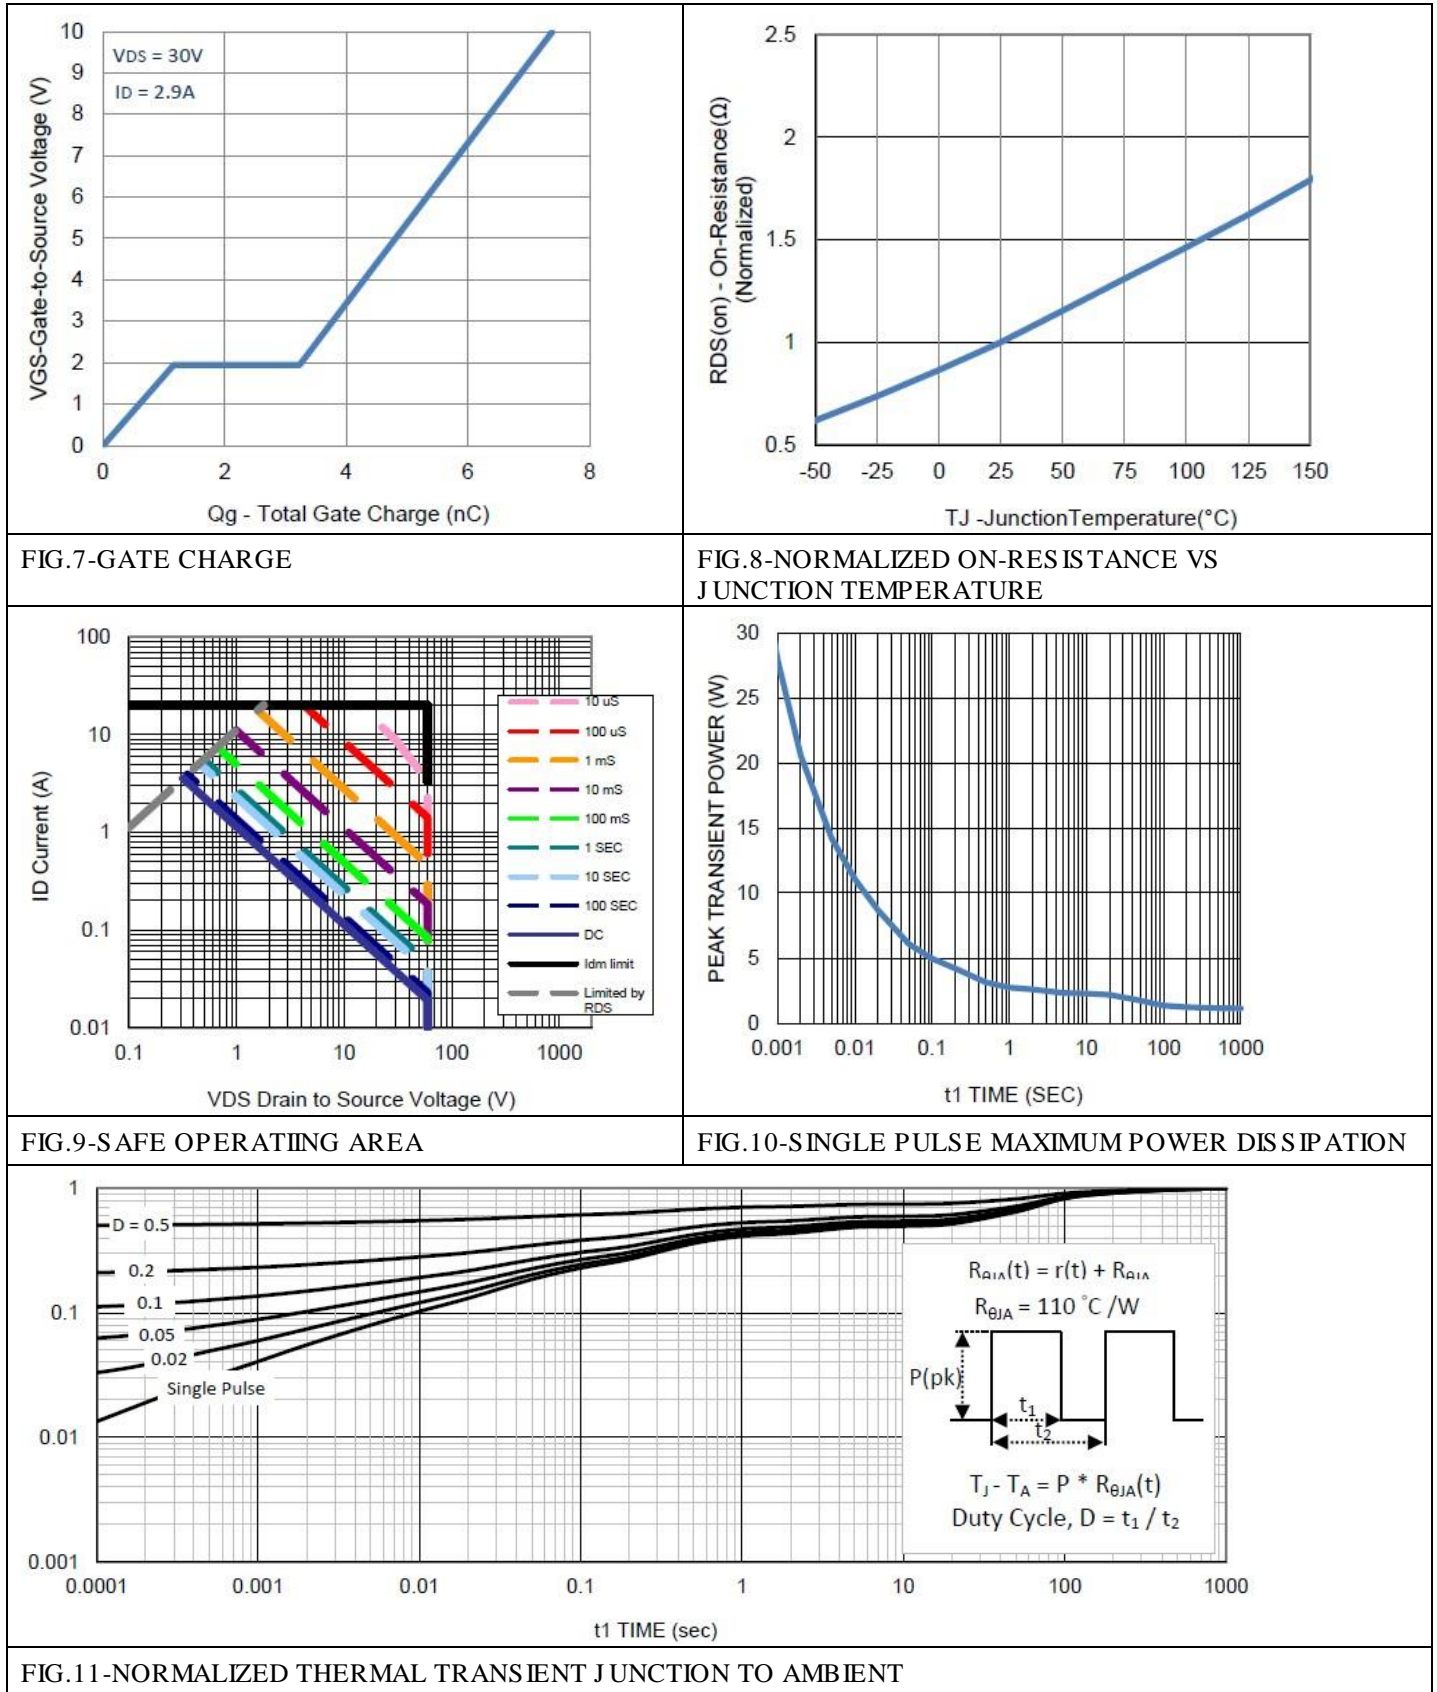 10
9
8
7
6
5
4
3
2
1
0
VDS = 30V
ID = 2.9A
VGS-Gate-to-Source Voltage (V)
0 2 4 6 8
Qg - Total Gate Charge (nC)
2.5
2
1.5
1
0.5
RDS(on) - On-Resistance(Ω)
(Normalized)
-50 -25 0 25 50 75 100 125 150
TJ -JunctionTemperature(°C)
FIG.7-GATE CHARGE
FIG.8-NORMALIZED ON-RESISTANCE VS
JUNCTION TEMPERATURE
100
10
1
0.1
0.01
ID Current (A)
10 uS
100 uS
1 mS
10 mS
100 mS
1 SEC
10 SEC
100 SEC
DC
Idm limit
Limited by
RDS
0.1 1 10 100 1000
VDS Drain to Source Voltage (V)
30
25
20
15
10
5
0
PEAK TRANSIENT POWER (W)
0.001 0.01 0.1 1 10 100 1000
t1 TIME (SEC)
FIG.9-SAFE OPERATIING AREA
FIG.10-SINGLE PULSE MAXIMUM POWER DISSIPATION
1
0.1
0.01
0.001
D = 0.5
0.2
0.1
0.05
0.02
Single Pulse
RθJA(t) = r(t) + RθJA
RθJA = 110 °C /W
P(pk)
t1
t2
TJ - TA = P * RθJA(t)
Duty Cycle, D = t1 / t2
0.0001 0.001 0.01 0.1 1 10 100 1000
t1 TIME (sec)
FIG.11-NORMALIZED THERMAL TRANSIENT JUNCTION TO AMBIENT